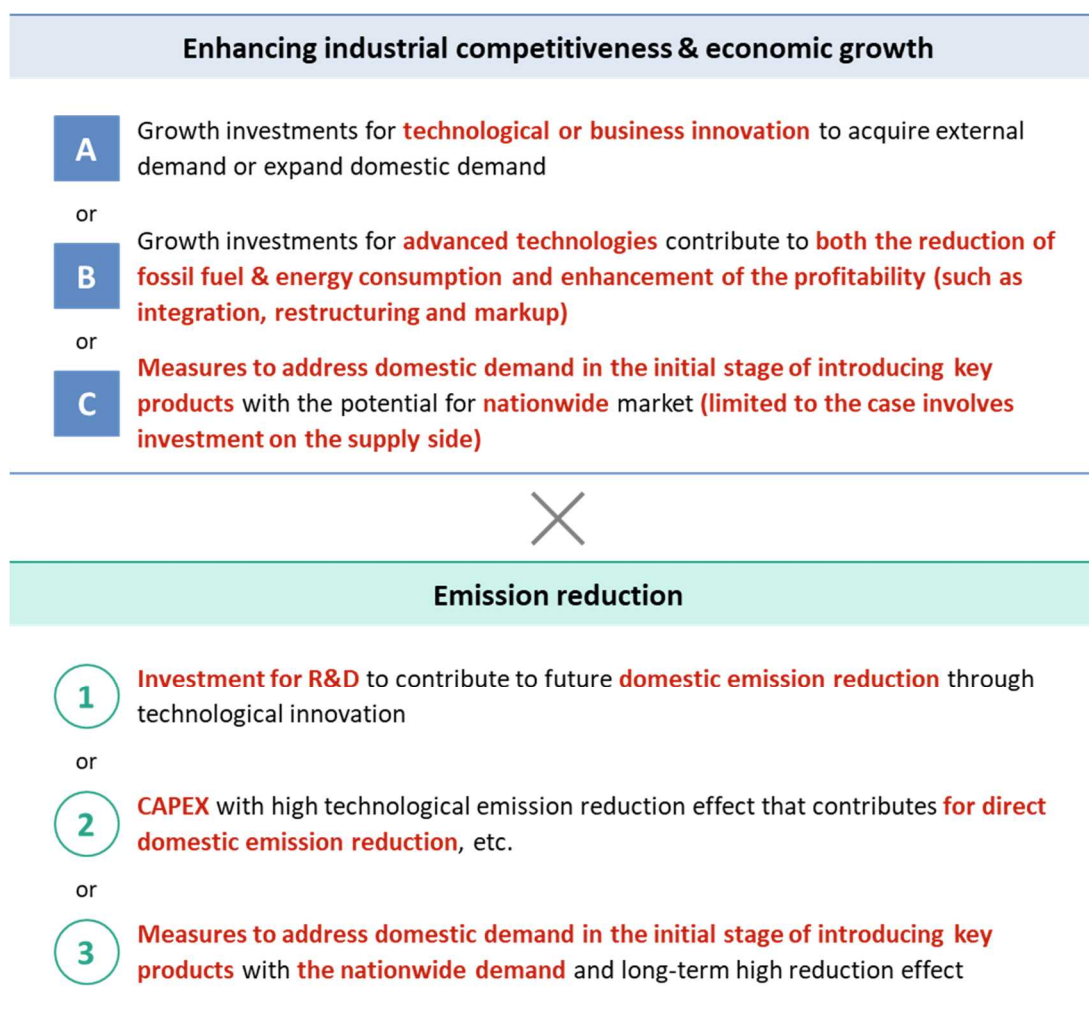 Enhancing industrial competitiveness & economic growth
A
Growth investments for technological or business innovation to acquire external
demand or expand domestic demand
or
B
Growth investments for advanced technologies contribute to both the reduction of
fossil fuel & energy consumption and enhancement of the profitability (such as
integration, restructuring and markup)
or
C
Measures to address domestic demand in the initial stage of introducing key
products with the potential for nationwide market (limited to the case involves
investment on the supply side)
Emission reduction
1
Investment for R&D to contribute to future domestic emission reduction through
technological innovation
or
2
CAPEX with high technological emission reduction effect that contributes for direct
domestic emission reduction, etc.
or
3
Measures to address domestic demand in the initial stage of introducing key
products with the nationwide demand and long-term high reduction effect